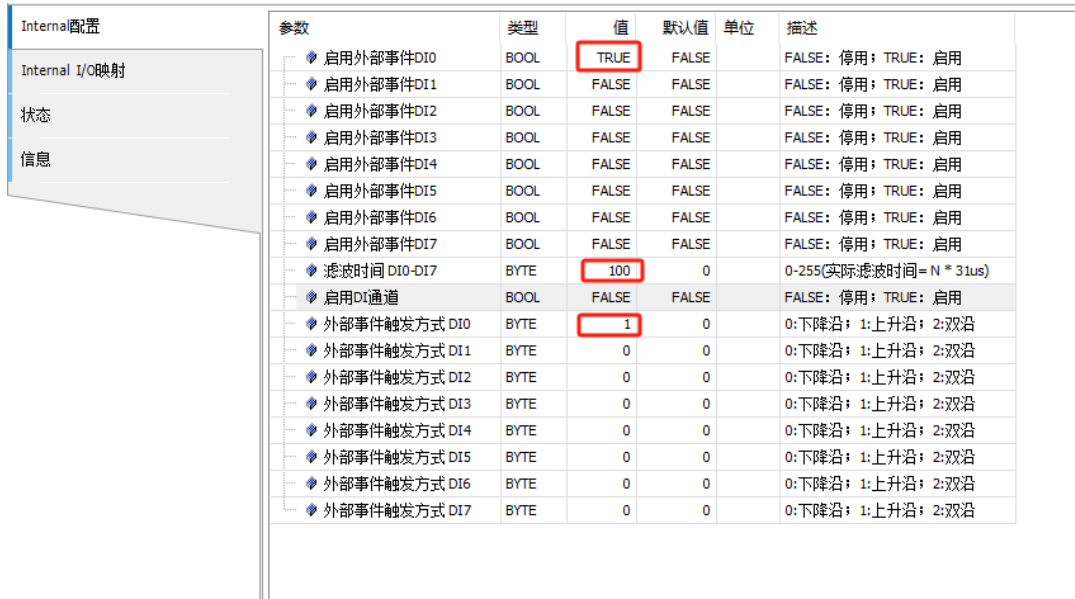 Internal配置
Internal I/O映射
状态
信息
参数 类型 值 默认值 单位 描述
启用外部事件DI0 BOOL TRUE FALSE FALSE：停用；TRUE：启用
启用外部事件DI1 BOOL FALSE FALSE FALSE：停用；TRUE：启用
启用外部事件DI2 BOOL FALSE FALSE FALSE：停用；TRUE：启用
启用外部事件DI3 BOOL FALSE FALSE FALSE：停用；TRUE：启用
启用外部事件DI4 BOOL FALSE FALSE FALSE：停用；TRUE：启用
启用外部事件DI5 BOOL FALSE FALSE FALSE：停用；TRUE：启用
启用外部事件DI6 BOOL FALSE FALSE FALSE：停用；TRUE：启用
启用外部事件DI7 BOOL FALSE FALSE FALSE：停用；TRUE：启用
滤波时间 DI0-DI7 BYTE 100 0 0-255(实际滤波时间= N * 31us)
启用DI通道 BOOL FALSE FALSE FALSE：停用；TRUE：启用
外部事件触发方式 DI0 BYTE 1 0 0:下降沿；1:上升沿；2:双沿
外部事件触发方式 DI1 BYTE 0 0 0:下降沿；1:上升沿；2:双沿
外部事件触发方式 DI2 BYTE 0 0 0:下降沿；1:上升沿；2:双沿
外部事件触发方式 DI3 BYTE 0 0 0:下降沿；1:上升沿；2:双沿
外部事件触发方式 DI4 BYTE 0 0 0:下降沿；1:上升沿；2:双沿
外部事件触发方式 DI5 BYTE 0 0 0:下降沿；1:上升沿；2:双沿
外部事件触发方式 DI6 BYTE 0 0 0:下降沿；1:上升沿；2:双沿
外部事件触发方式 DI7 BYTE 0 0 0:下降沿；1:上升沿；2:双沿